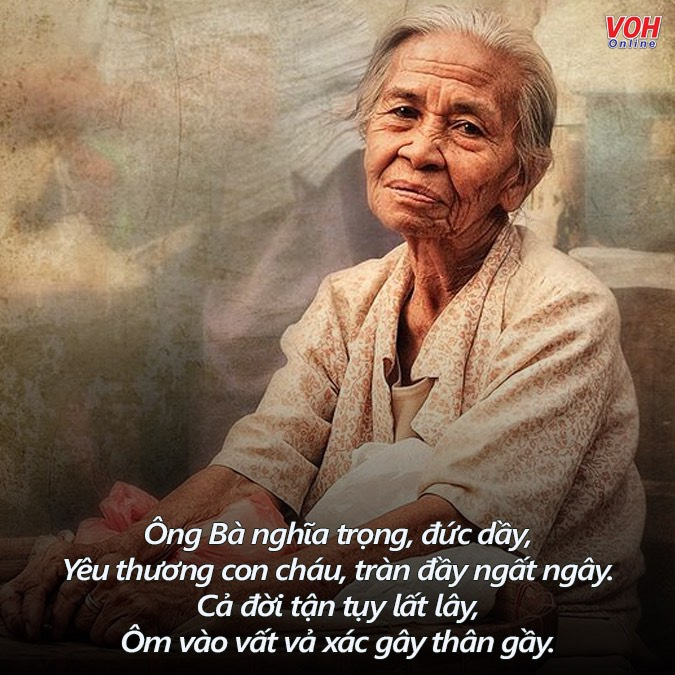 VOH
Online
Ông Bà nghĩa trọng, đức dầy,
Yêu thương con cháu, tràn đầy ngất ngây.
Cả đời tận tụy lất lây,
Ôm vào vất vả xác gầy thân gầy.